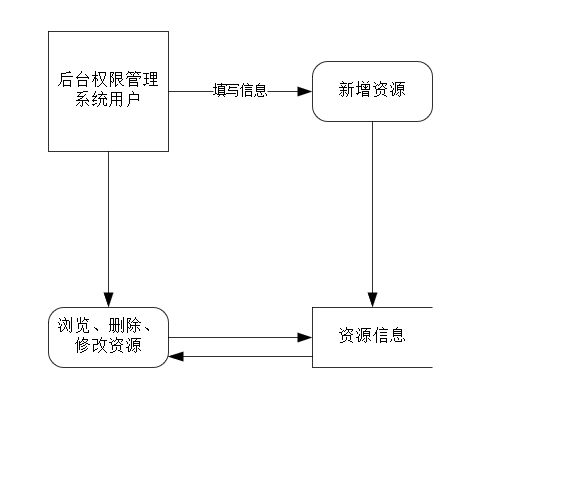 后台权限管理
系统用户
填写信息
新增资源
浏览、删除、
修改资源
资源信息